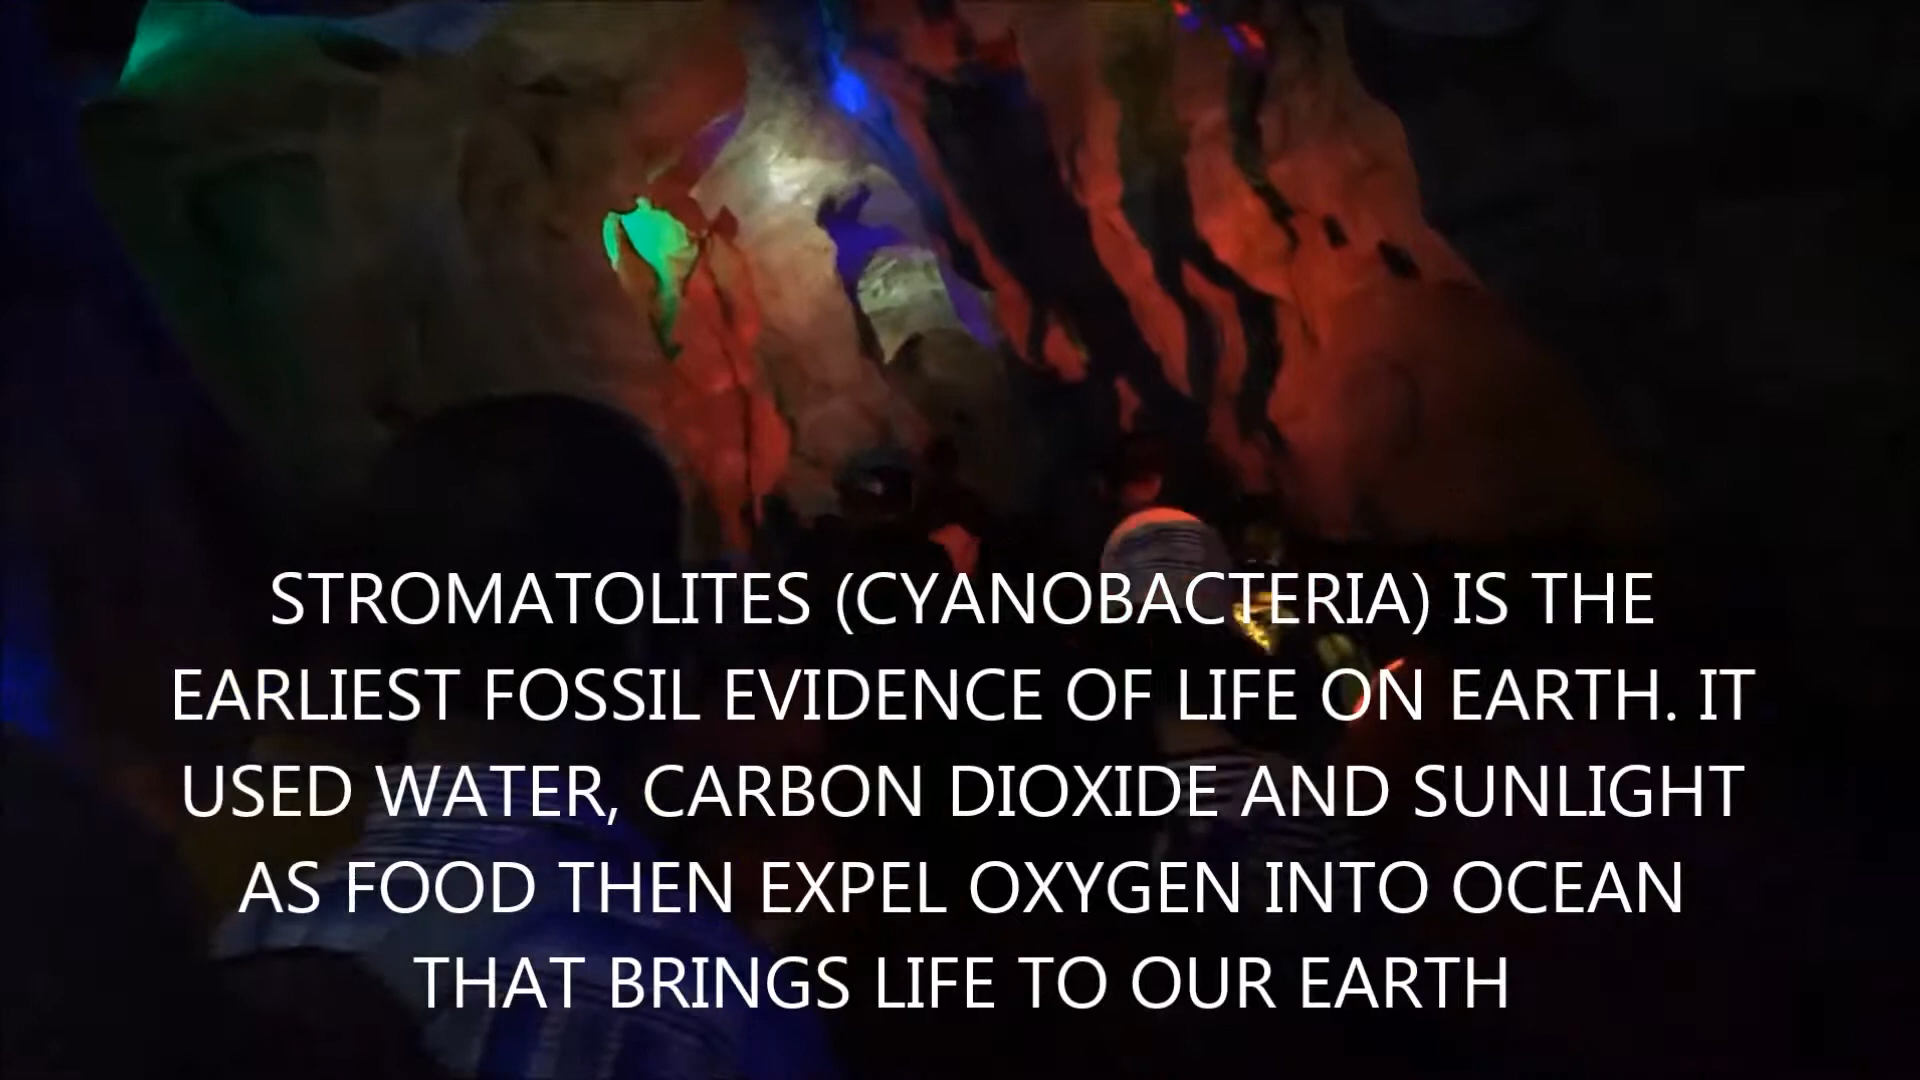 STROMATOLITES (CYANOBACTERIA) IS THE
EARLIEST FOSSIL EVIDENCE OF LIFE ON EARTH. IT
USED WATER, CARBON DIOXIDE AND SUNLIGHT
AS FOOD THEN EXPEL OXYGEN INTO OCEAN
THAT BRINGS LIFE TO OUR EARTH